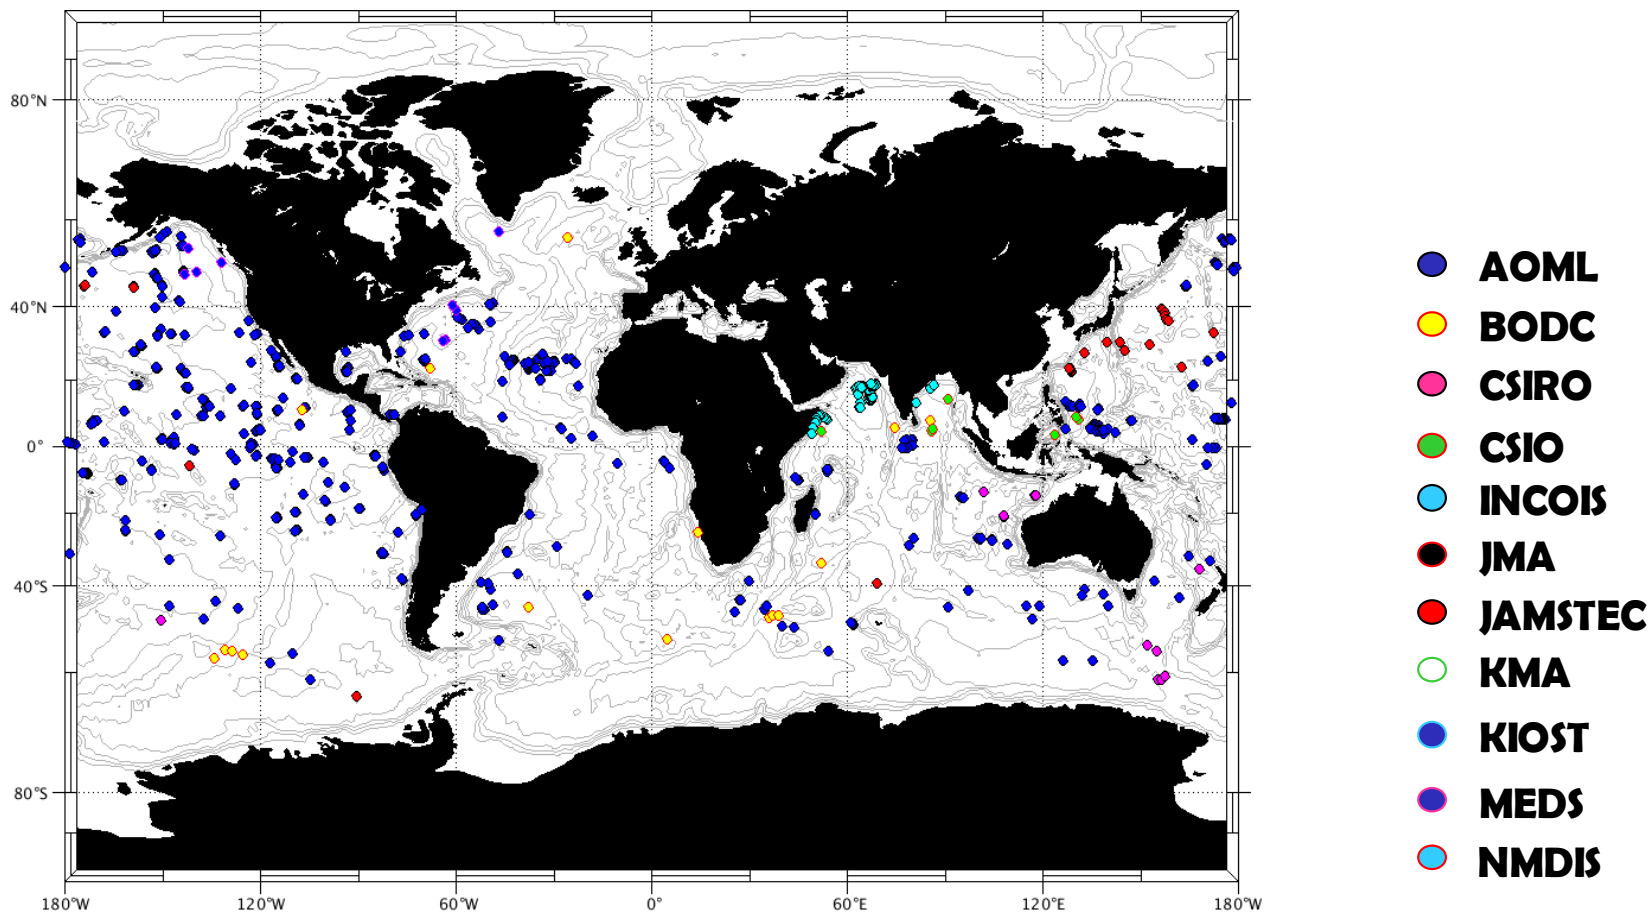 80°N
40°N
0°
40°S
80°S
180°W
120°W
60°W
0°
60°E
120°E
180°W
AOML
BODC
CSIRO
CSIO
INCOIS
JMA
JAMSTEC
KMA
KIOST
MEDS
NMDIS